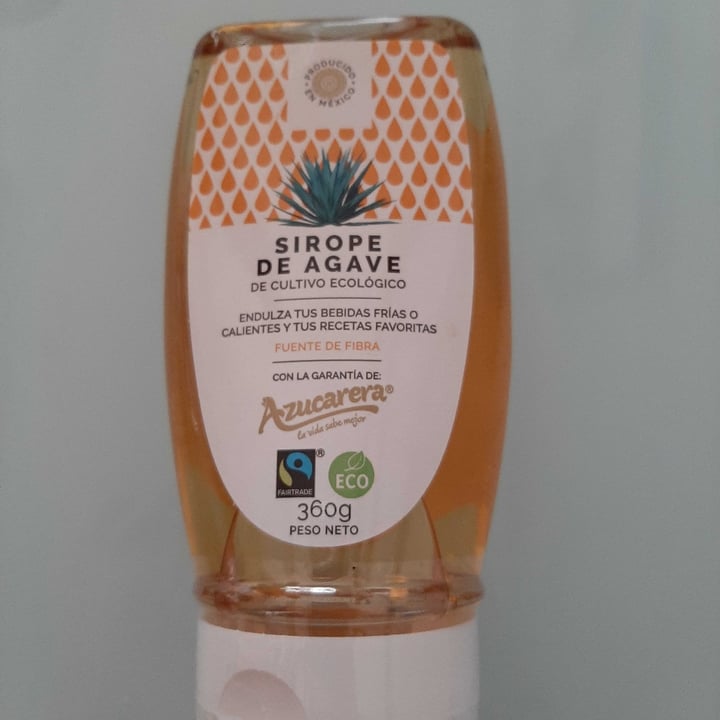 PRODUCIDO
EN MÉXICO
SIROPE
DE AGAVE
DE CULTIVO ECOLÓGICO
ENDULZA TUS BEBIDAS FRÍAS O
CALIENTES Y TUS RECETAS FAVORITAS
FUENTE DE FIBRA
CON LA GARANTÍA DE:
Azucarera®
la vida sabe mejor
®
FAIRTRADE
ECO
360g
PESO NETO